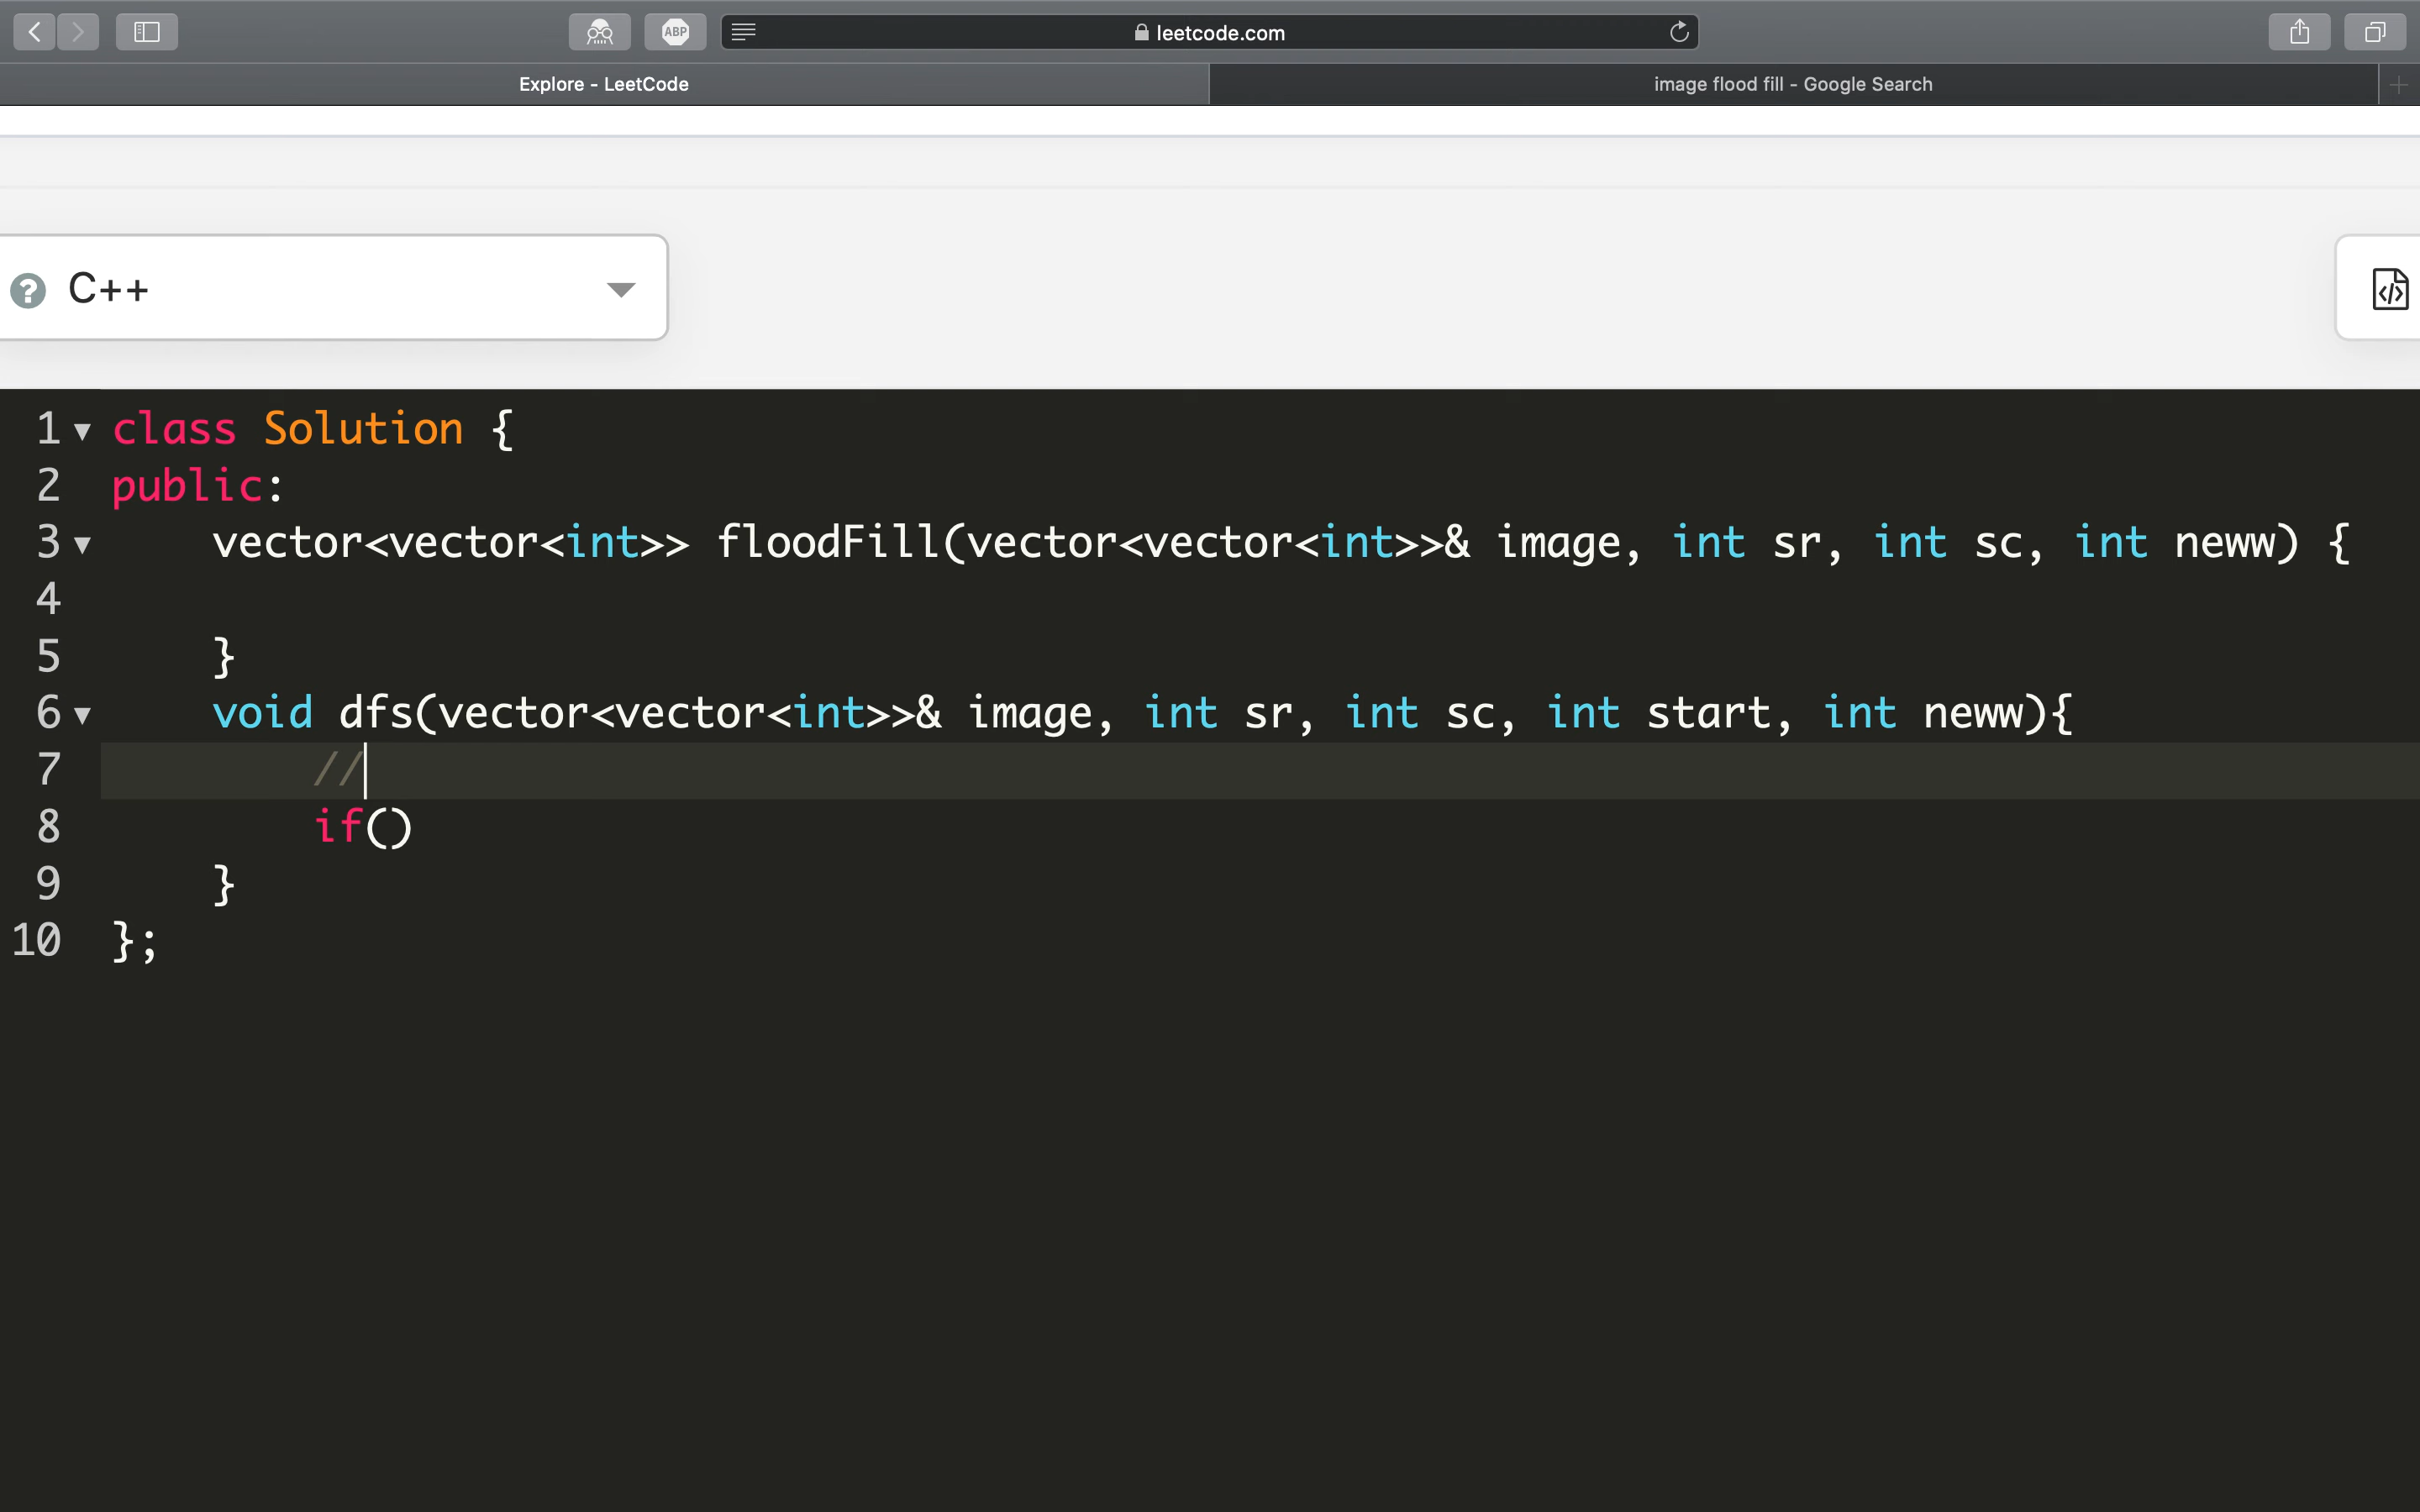 ABP
leetcode.com
Explore - LeetCode
image flood fill - Google Search
? C++
</>
1 class Solution {
2 public:
3     vector<vector<int>> floodFill(vector<vector<int>>& image, int sr, int sc, int neww) {
4
5     }
6     void dfs(vector<vector<int>>& image, int sr, int sc, int start, int neww){
7         //
8         if()
9     }
10 };